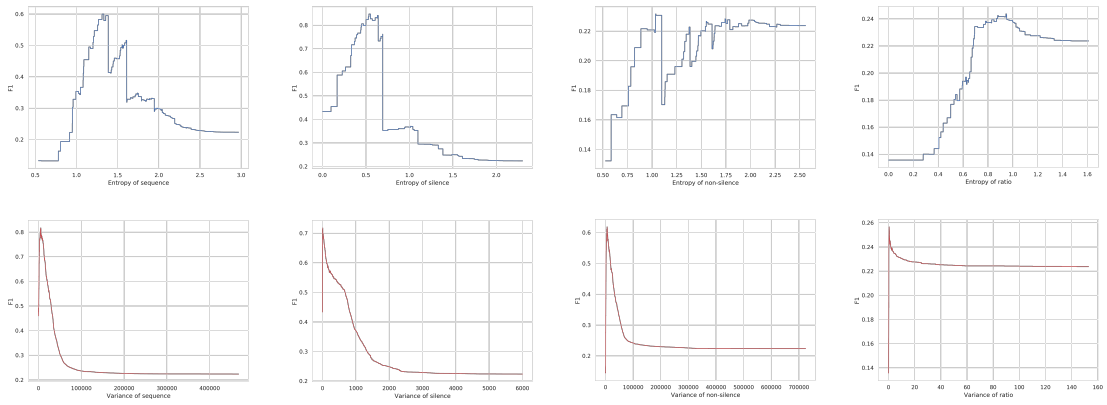 F1
0.6
0.5
0.4
0.3
0.2
0.5 1.0 1.5 2.0 2.5 3.0
Entropy of sequence
F1
0.8
0.7
0.6
0.5
0.4
0.3
0.2
0.0 0.5 1.0 1.5 2.0
Entropy of silence
F1
0.22
0.20
0.18
0.16
0.14
0.50 0.75 1.00 1.25 1.50 1.75 2.00 2.25 2.50
Entropy of non-silence
F1
0.24
0.22
0.20
0.18
0.16
0.14
0.0 0.2 0.4 0.6 0.8 1.0 1.2 1.4 1.6
Entropy of ratio
F1
0.8
0.7
0.6
0.5
0.4
0.3
0.2
0 100000 200000 300000 400000
Variance of sequence
F1
0.7
0.6
0.5
0.4
0.3
0.2
0 1000 2000 3000 4000 5000 6000
Variance of silence
F1
0.6
0.5
0.4
0.3
0.2
0 100000 200000 300000 400000 500000 600000 700000
Variance of non-silence
F1
0.26
0.24
0.22
0.20
0.18
0.16
0.14
0 20 40 60 80 100 120 140 160
Variance of ratio